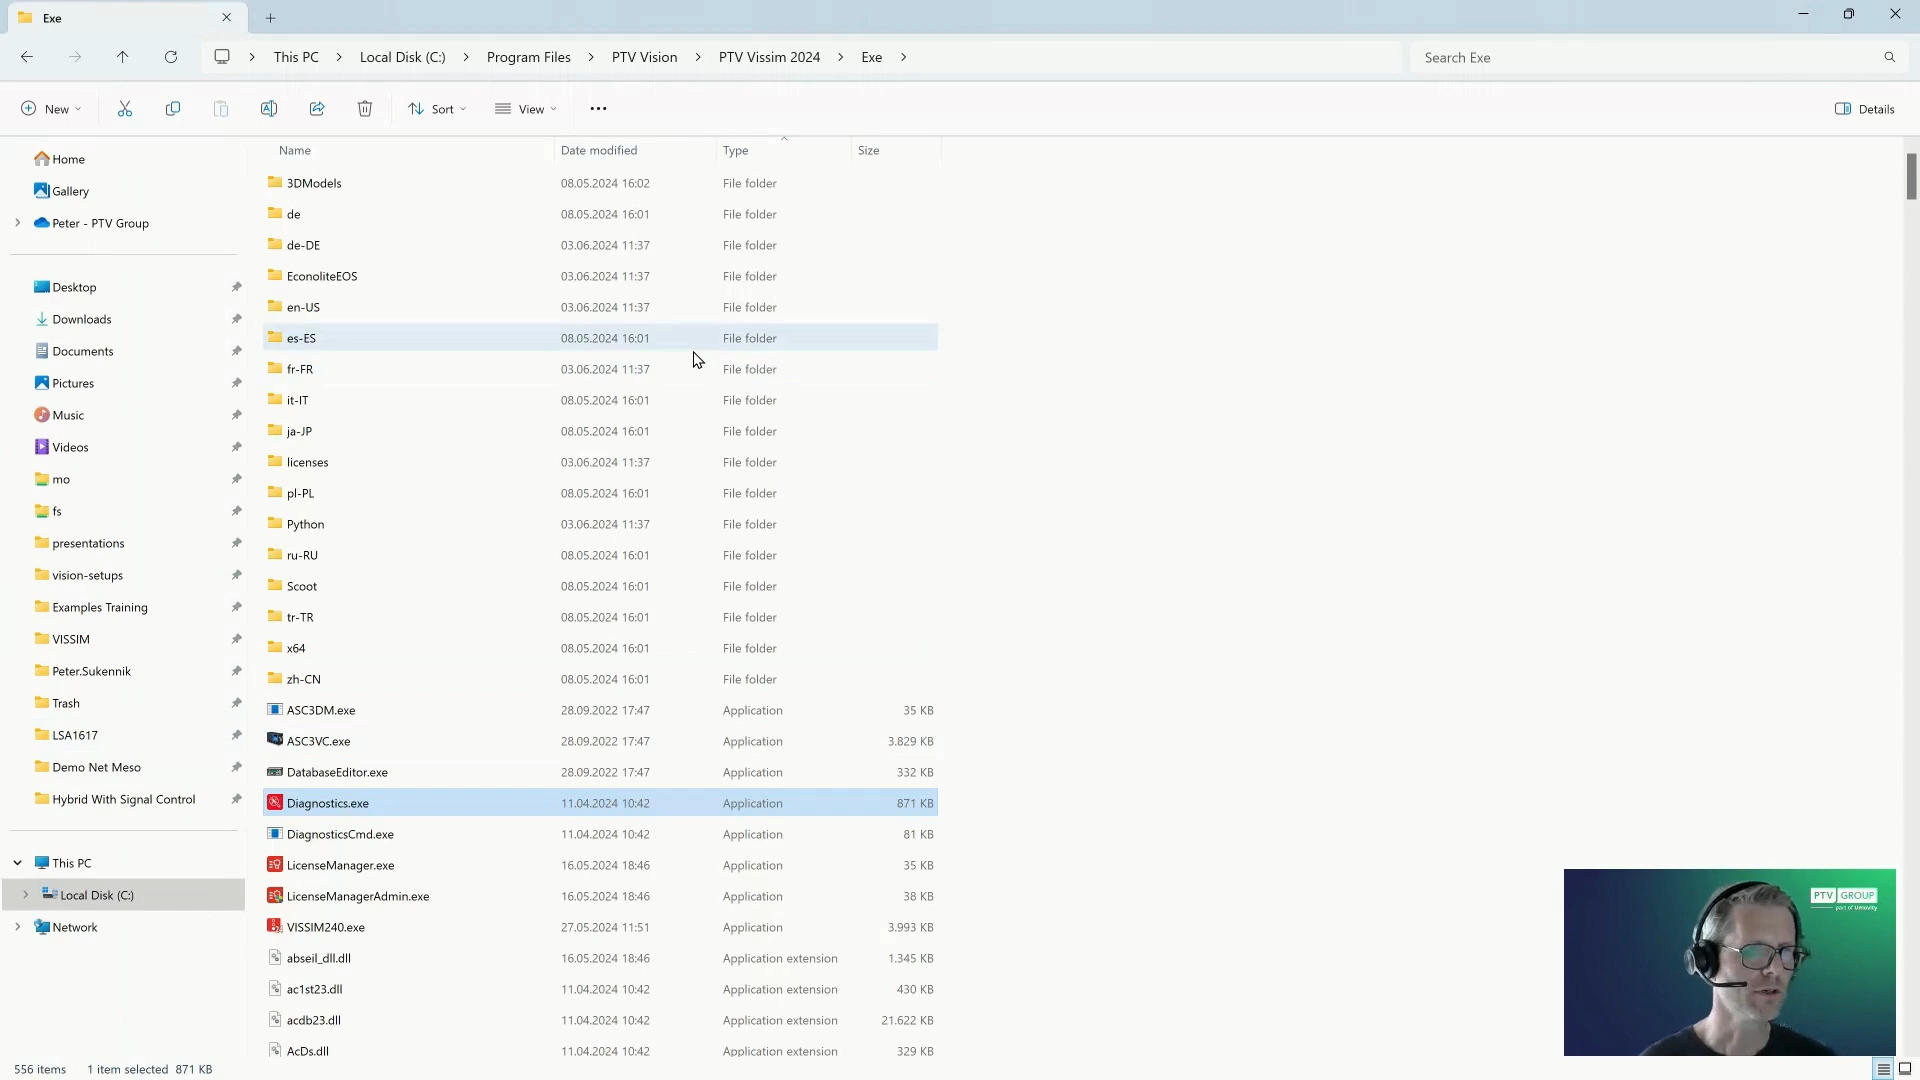 Exe
This PC
Local Disk (C:)
Program Files
PTV Vision
PTV Vissim 2024
Exe
Search Exe
New
Sort
View
Details
Name Date modified Type Size
Home
Gallery
Peter - PTV Group
Desktop
Downloads
Documents
Pictures
Music
Videos
mo
fs
presentations
vision-setups
Examples Training
VISSIM
Peter.Sukennik
Trash
LSA1617
Demo Net Meso
Hybrid With Signal Control
This PC
Local Disk (C:)
Network
3DModels 08.05.2024 16:02 File folder
de 08.05.2024 16:01 File folder
de-DE 03.06.2024 11:37 File folder
EconoliteEOS 03.06.2024 11:37 File folder
en-US 03.06.2024 11:37 File folder
es-ES 08.05.2024 16:01 File folder
fr-FR 03.06.2024 11:37 File folder
it-IT 08.05.2024 16:01 File folder
ja-JP 08.05.2024 16:01 File folder
licenses 03.06.2024 11:37 File folder
pl-PL 08.05.2024 16:01 File folder
Python 03.06.2024 11:37 File folder
ru-RU 08.05.2024 16:01 File folder
Scoot 08.05.2024 16:01 File folder
tr-TR 08.05.2024 16:01 File folder
x64 08.05.2024 16:01 File folder
zh-CN 08.05.2024 16:01 File folder
ASC3DM.exe 28.09.2022 17:47 Application 35 KB
ASC3VC.exe 28.09.2022 17:47 Application 3.829 KB
DatabaseEditor.exe 28.09.2022 17:47 Application 332 KB
Diagnostics.exe 11.04.2024 10:42 Application 871 KB
DiagnosticsCmd.exe 11.04.2024 10:42 Application 81 KB
LicenseManager.exe 16.05.2024 18:46 Application 35 KB
LicenseManagerAdmin.exe 16.05.2024 18:46 Application 38 KB
VISSIM240.exe 27.05.2024 11:51 Application 3.993 KB
abseil_dll.dll 16.05.2024 18:46 Application extension 1.345 KB
ac1st23.dll 11.04.2024 10:42 Application extension 430 KB
acdb23.dll 11.04.2024 10:42 Application extension 21.622 KB
AcDs.dll 11.04.2024 10:42 Application extension 329 KB
PTV GROUP
part of Umovity
556 items 1 item selected 871 KB